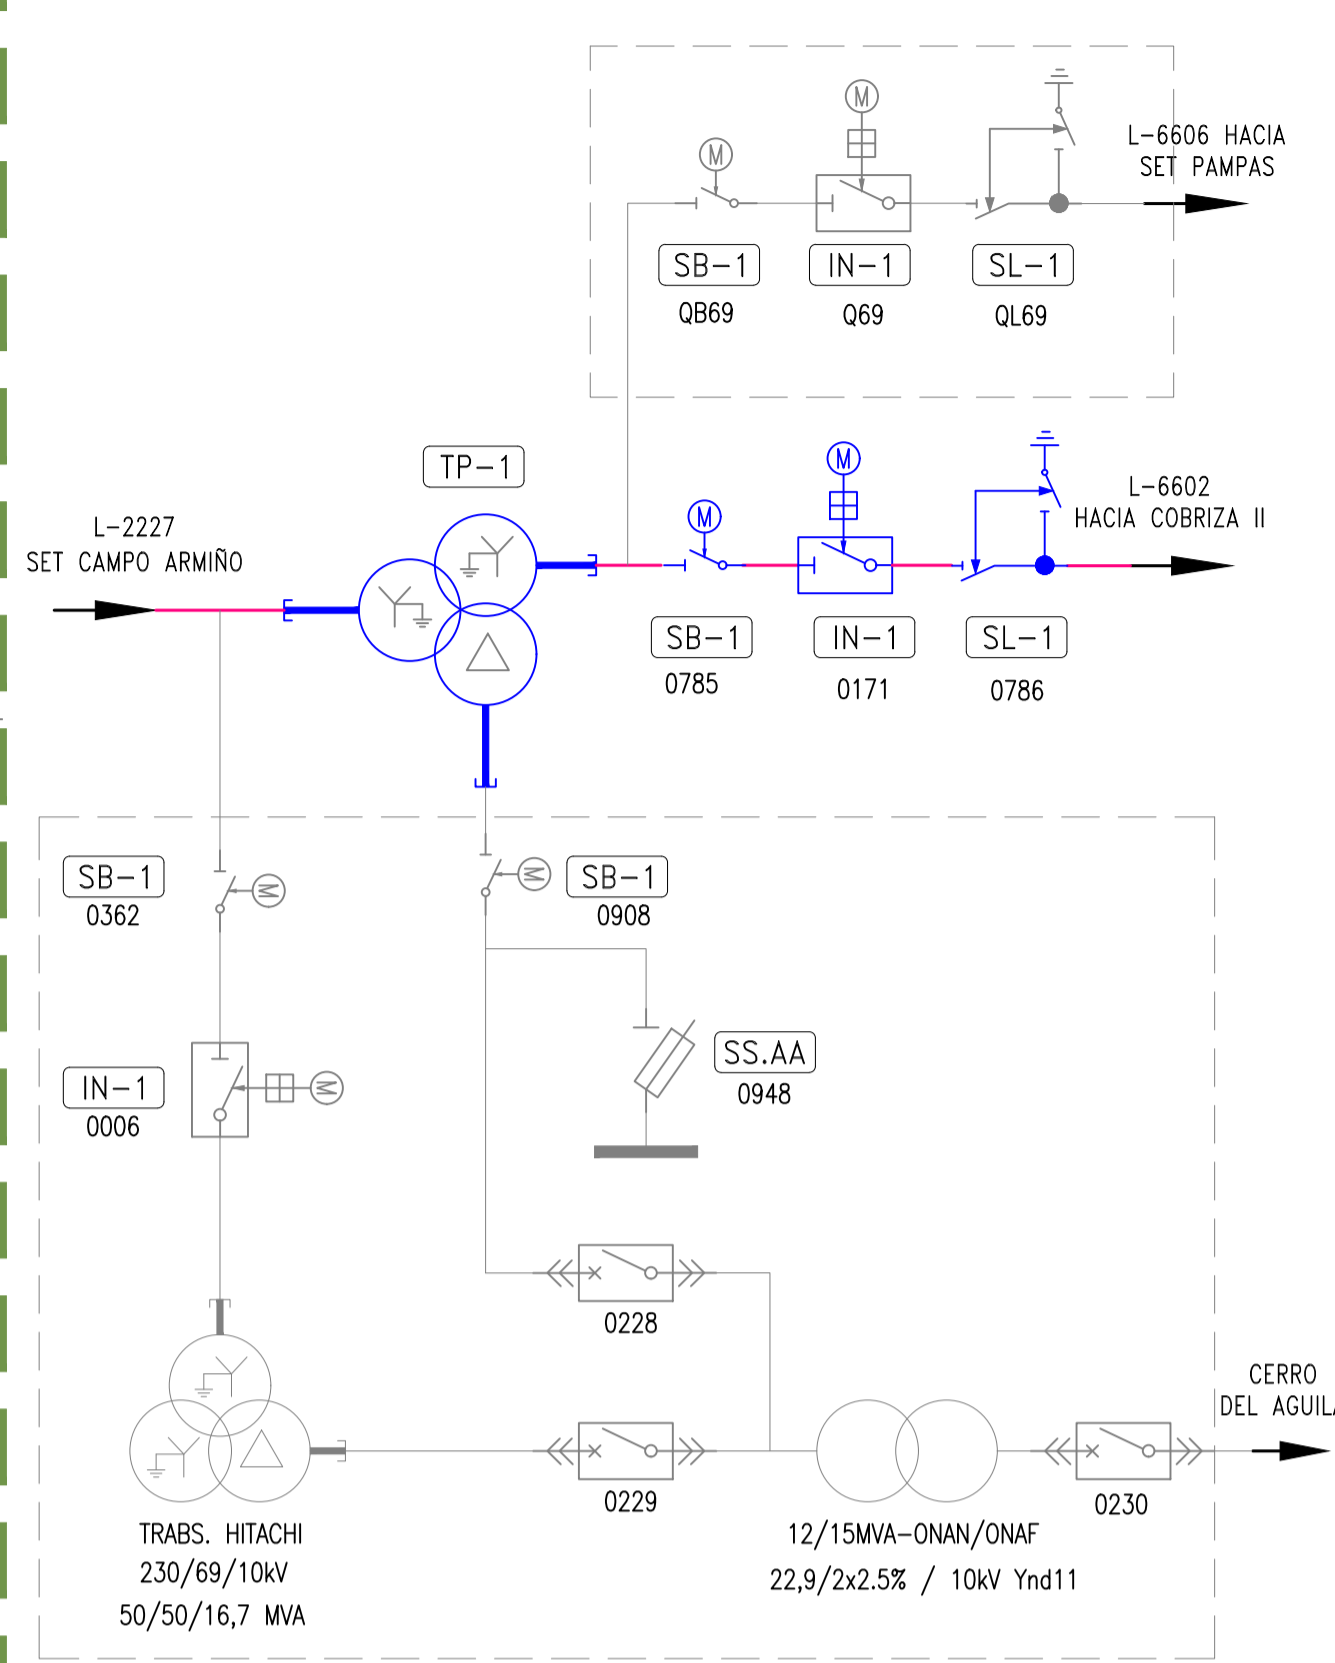 M
M
L-6606 HACIA
SET PAMPAS
SB-1
IN-1
SL-1
QB69
Q69
QL69
TP-1
M
M
L-6602
HACIA COBRIZA II
L-2227
SET CAMPO ARMIÑO
SB-1
IN-1
SL-1
0785
0171
0786
SB-1
0362
M
M
SB-1
0908
IN-1
0006
M
SS.AA
0948
0228
0229
CERRO
DEL AGUILA
0230
TRABS. HITACHI
230/69/10kV
50/50/16,7 MVA
12/15MVA-ONAN/ONAF
22,9/2x2.5% / 10kV Ynd11